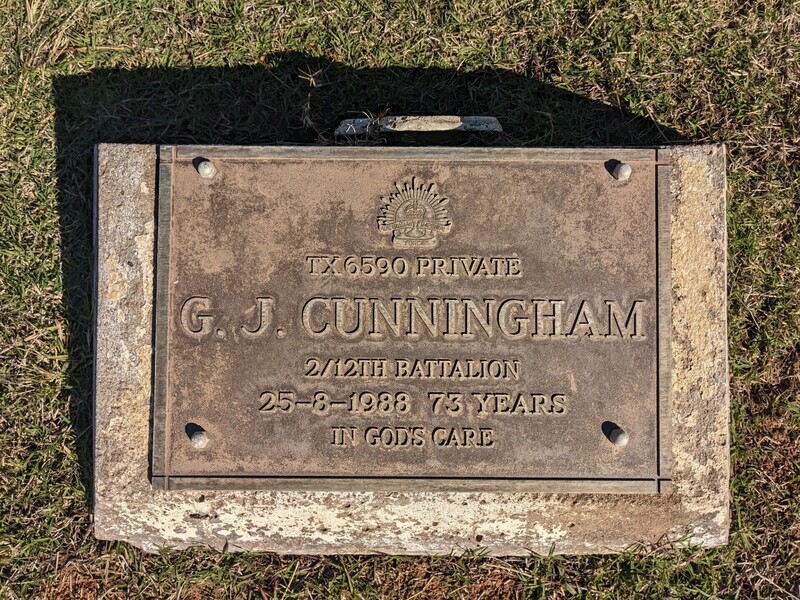 TX6590 PRIVATE
G. J. CUNNINGHAM
2/12TH BATTALION
25-8-1988 73 YEARS
IN GOD'S CARE